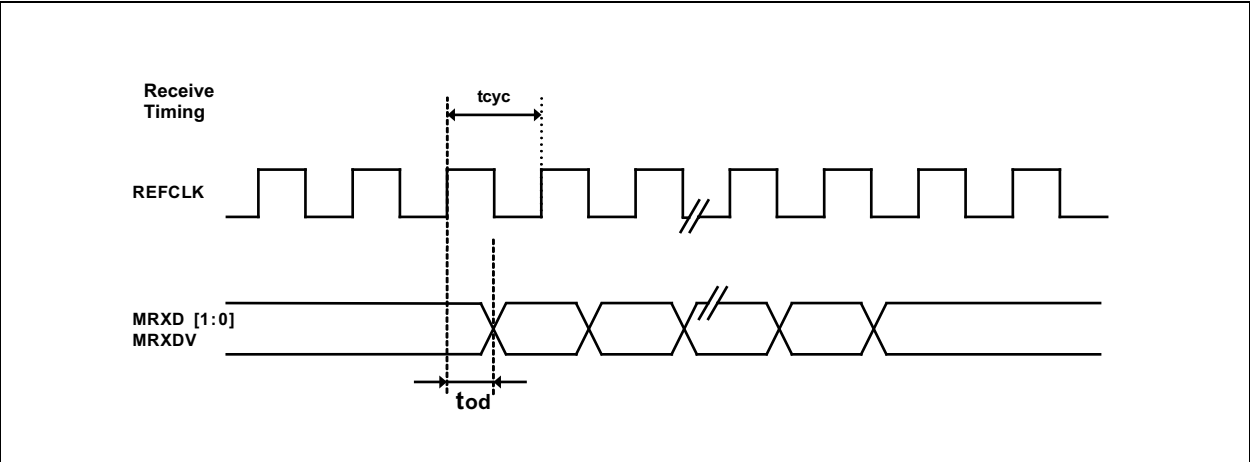 Receive
Timing
tcyc
REFCLK
MRXD [1:0]
MRXDV
tod